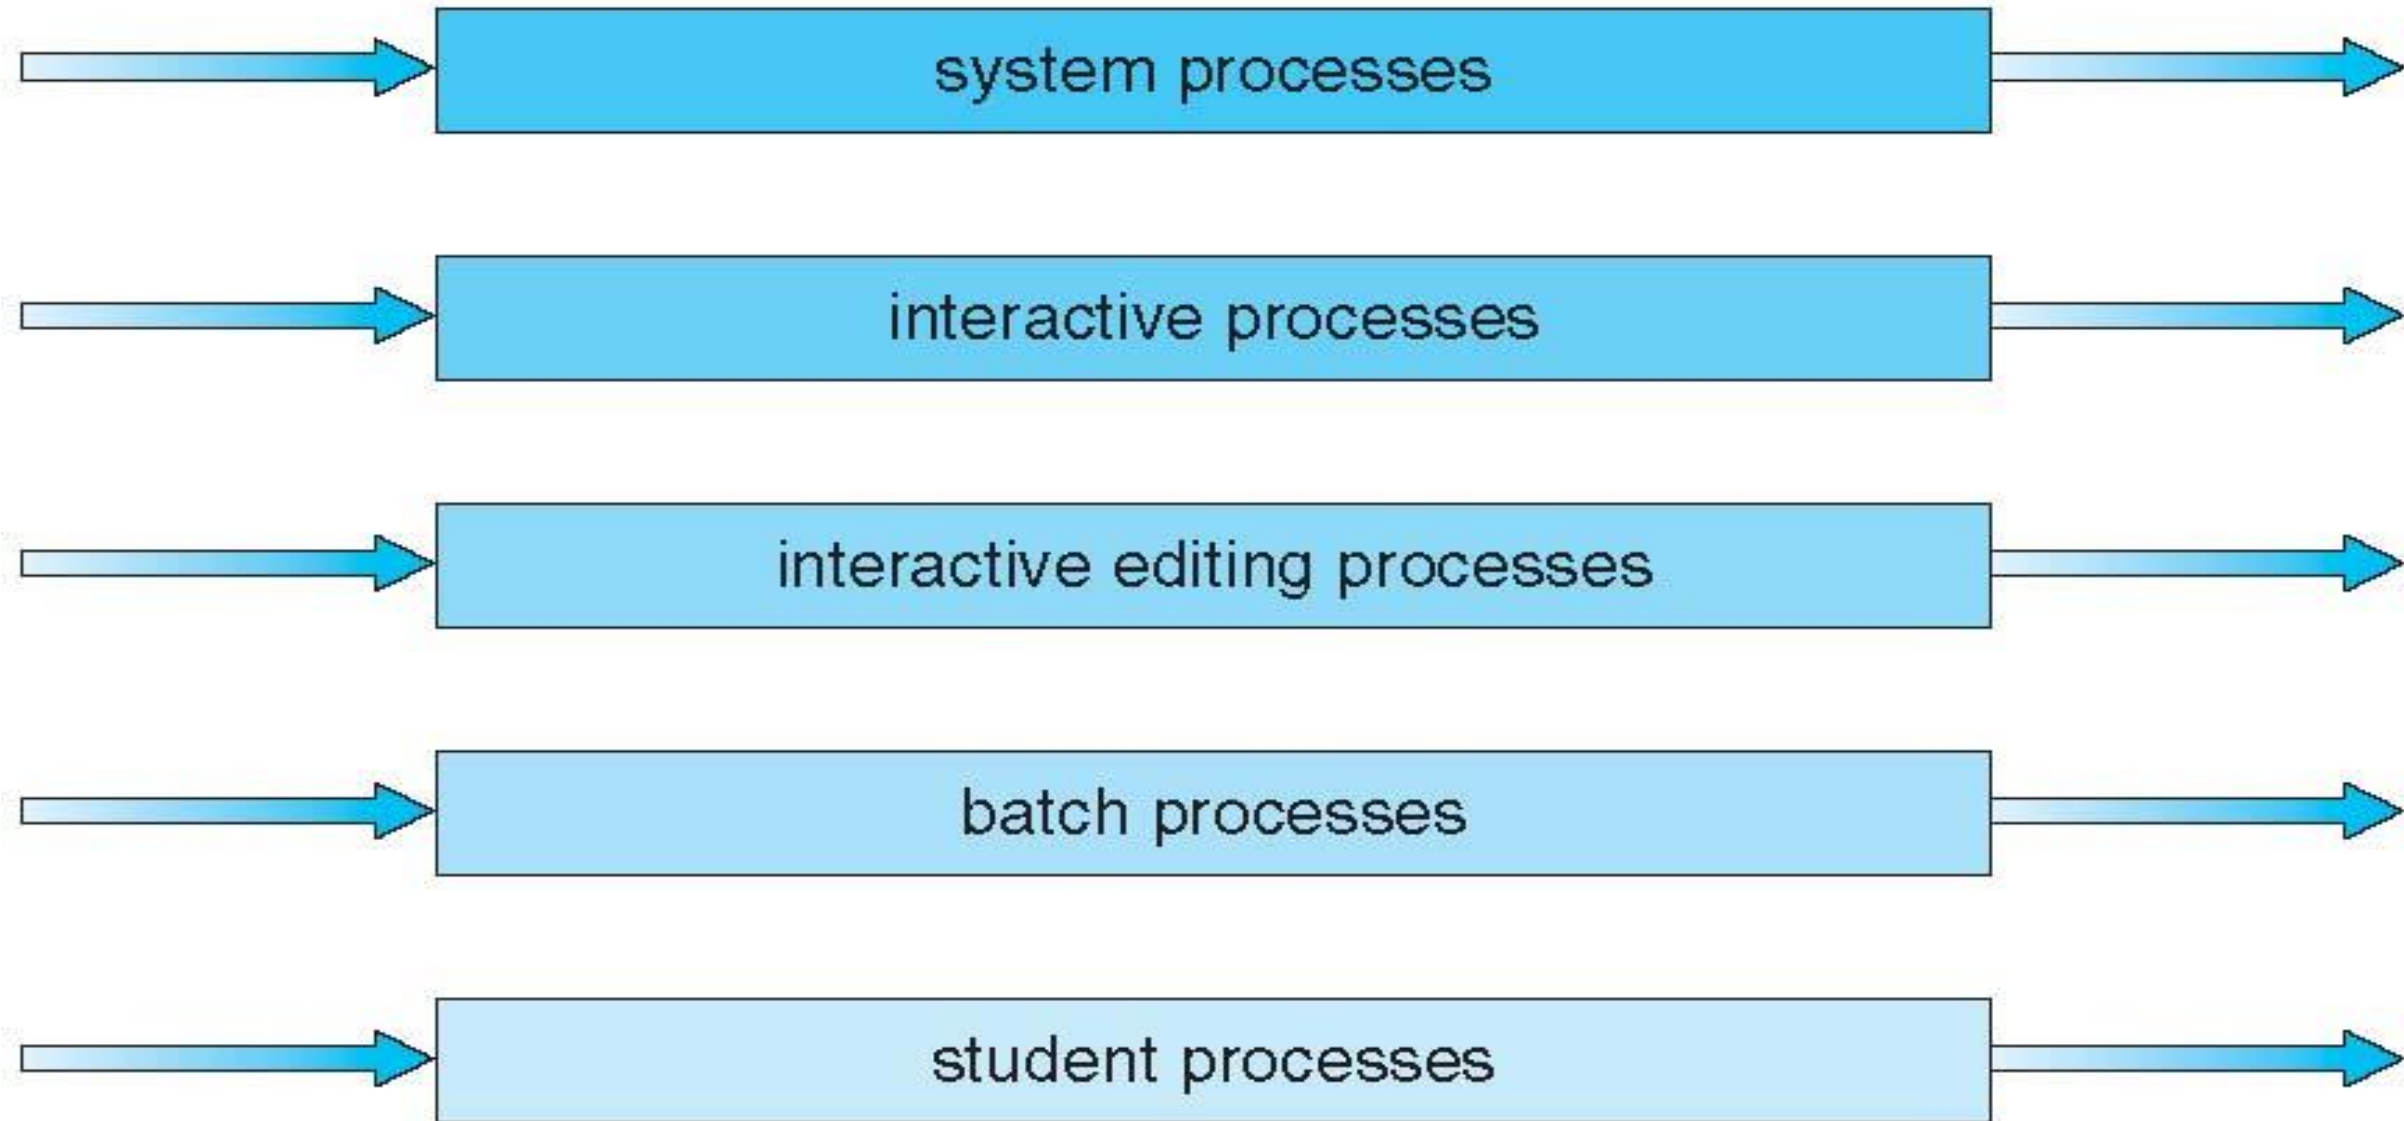 system processes
interactive processes
interactive editing processes
batch processes
student processes